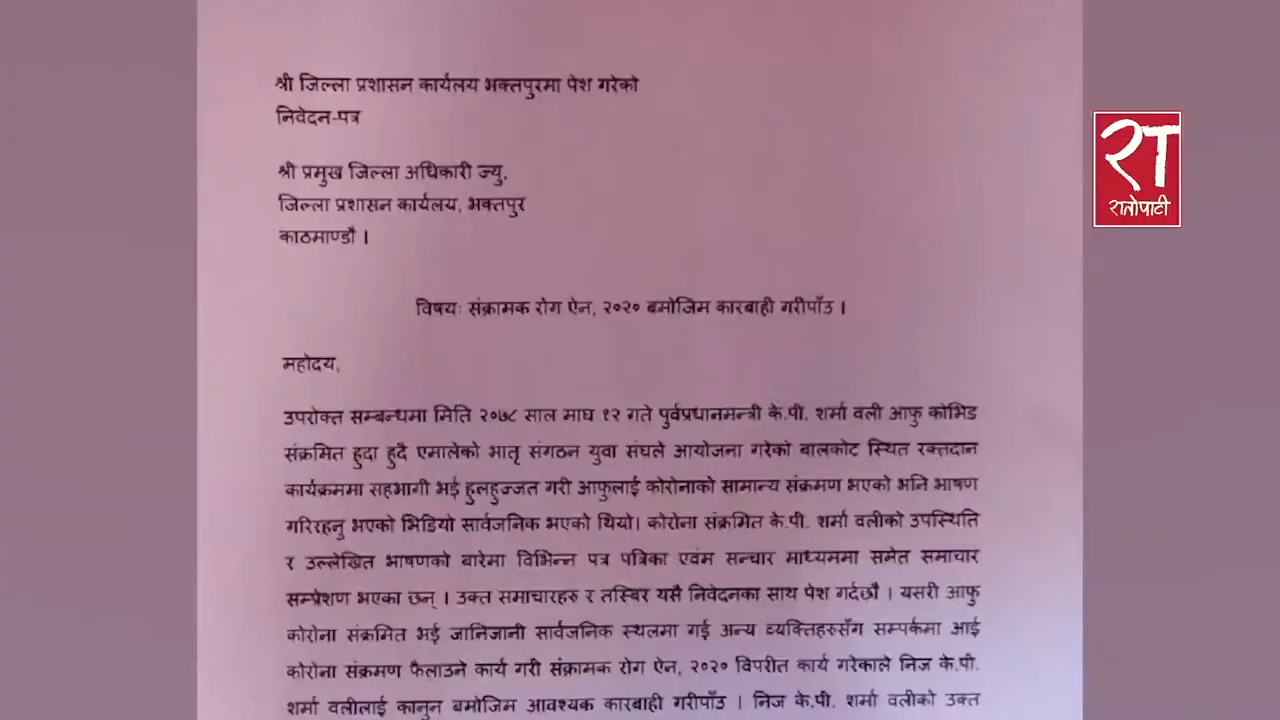 श्री जिल्ला प्रशासन कार्यलय भक्तपुरमा पेश गरेको
निवेदन-पत्र
श्री प्रमुख जिल्ला अधिकारी ज्यु,
जिल्ला प्रशासन कार्यलय, भक्तपुर
काठमाण्डौ ।
विषयः संक्रामक रोग ऐन, २०२० बमोजिम कारबाही गरीपाँउ ।
महोदय,
उपरोक्त सम्बन्धमा मिति २०७८ साल माघ १२ गते पुर्वप्रधानमन्त्री के.पी. शर्मा वली आफु कोभिड
संक्रमित हुदा हुदै एमालेको भातृ संगठन युवा संघले आयोजना गरेको बालकोट स्थित रक्तदान
कार्यक्रममा सहभागी भई हुलहुज्जत गरी आफुलाई कोरोनाको सामान्य संक्रमण भएको भनि भाषण
गरिरहनु भएको भिडियो सार्वजनिक भएको थियो। कोरोना संक्रमित के.पी. शर्मा वलीको उपस्थिति
र उल्लेखित भाषणको बारेमा विभिन्न पत्र पत्रिका एवंम सन्चार माध्यममा समेत समाचार
सम्प्रेशण भएका छन् । उक्त समाचारहरु र तस्बिर यसै निवेदनका साथ पेश गर्दछौ । यसरी आफु
कोरोना संक्रमित भई जानिजानी सार्वजनिक स्थलमा गई अन्य व्यक्तिहरुसँग सम्पर्कमा आई
कोरोना संक्रमण फैलाउने कार्य गरी संक्रामक रोग ऐन, २०२० विपरीत कार्य गरेकाले निज के.पी.
शर्मा वलीलाई कानुन बमोजिम आवश्यक कारबाही गरीपाँउ । निज के.पी. शर्मा वलीको उक्त
रा
रातोपाटी